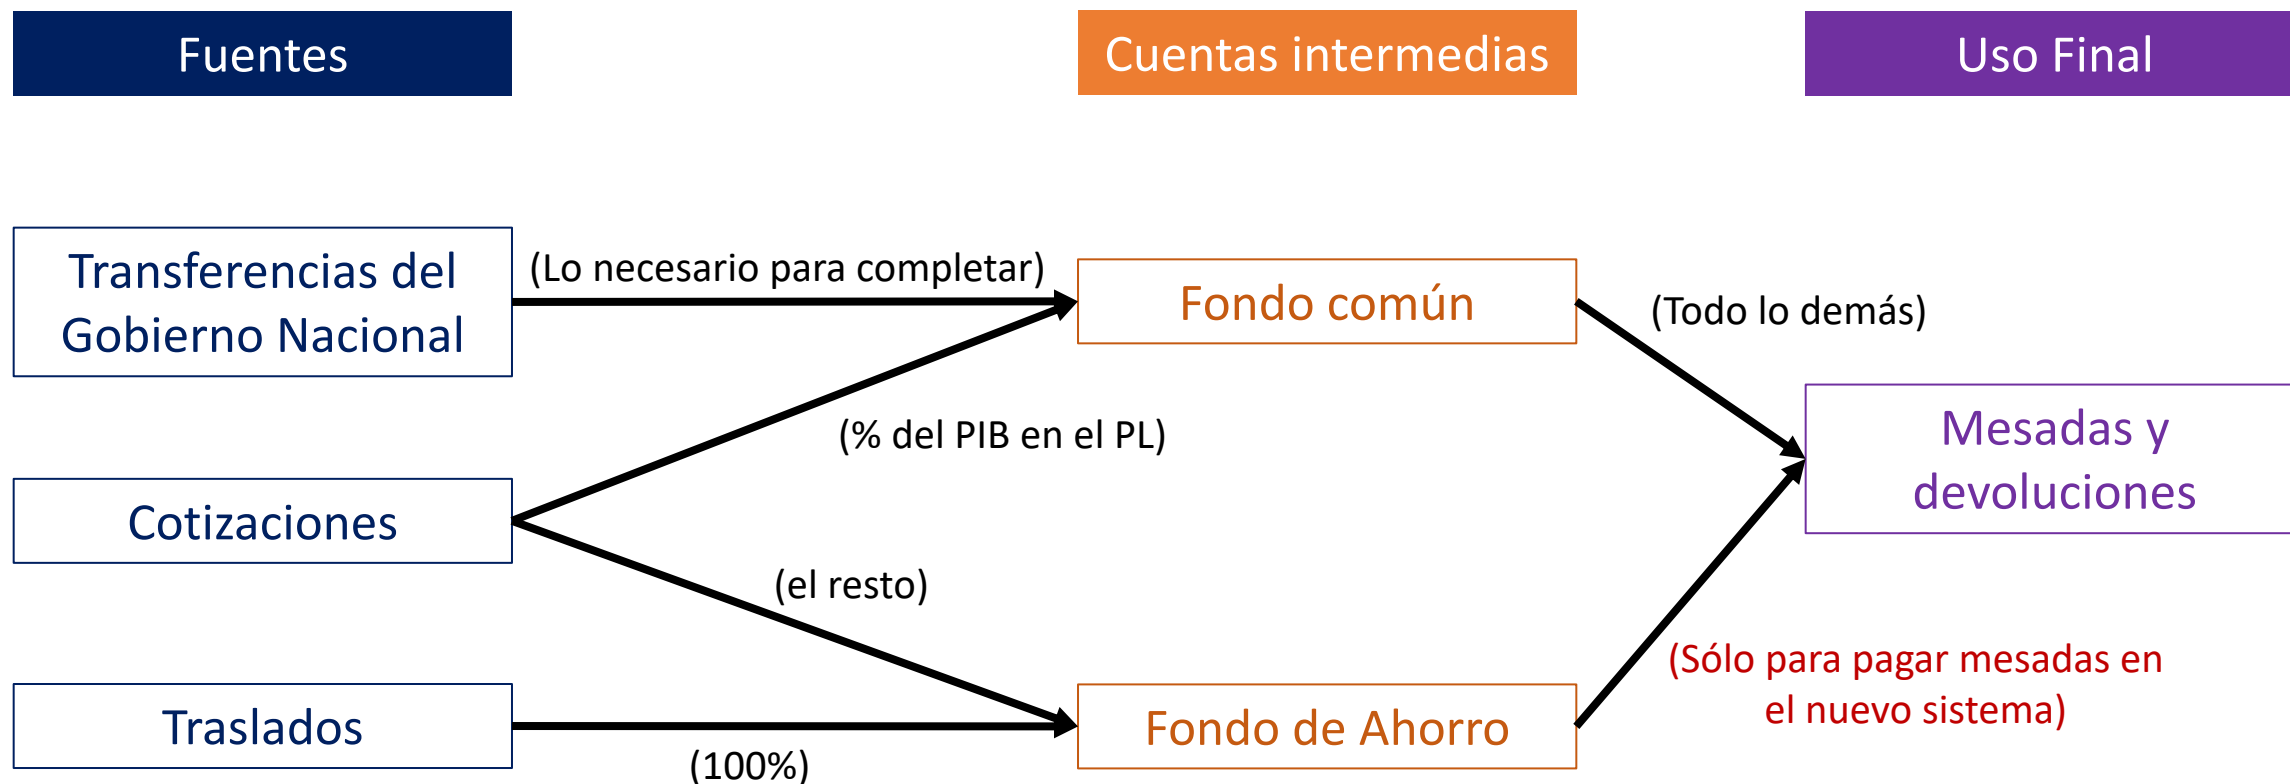 Fuentes
Cuentas intermedias
Uso Final
Transferencias del
Gobierno Nacional
(Lo necesario para completar)
Fondo común
(Todo lo demás)
(% del PIB en el PL)
Mesadas y
devoluciones
Cotizaciones
(el resto)
(Sólo para pagar mesadas en
el nuevo sistema)
Traslados
(100%)
Fondo de Ahorro